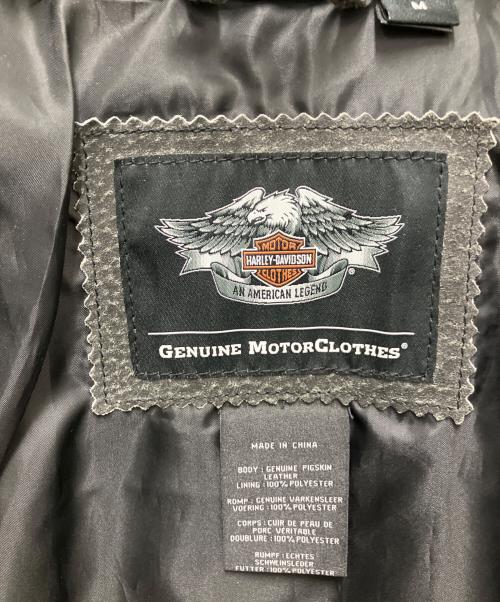 M
MOTOR
HARLEY-DAVIDSON
CLOTHES
®
AN AMERICAN LEGEND
GENUINE MOTORCLOTHES®
MADE IN CHINA
BODY : GENUINE PIGSKIN
LEATHER
LINING : 100% POLYESTER
ROMP : GENUINE VARKENSLEER
VOERING : 100% POLYESTER
CORPS : CUIR DE PEAU DE
PORC VÉRITABLE
DOUBLURE : 100% POLYESTER
RUMPF : ECHTES
SCHWEINSLEDER
FUTTER : 100% POLYESTER